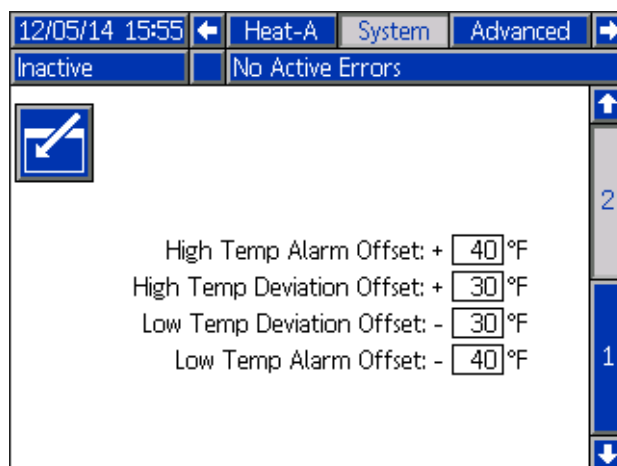 12/05/14 15:55 Heat-A System Advanced
Inactive No Active Errors
2
High Temp Alarm Offset: + 40 °F
High Temp Deviation Offset: + 30 °F
Low Temp Deviation Offset: - 30 °F
Low Temp Alarm Offset: - 40 °F
1